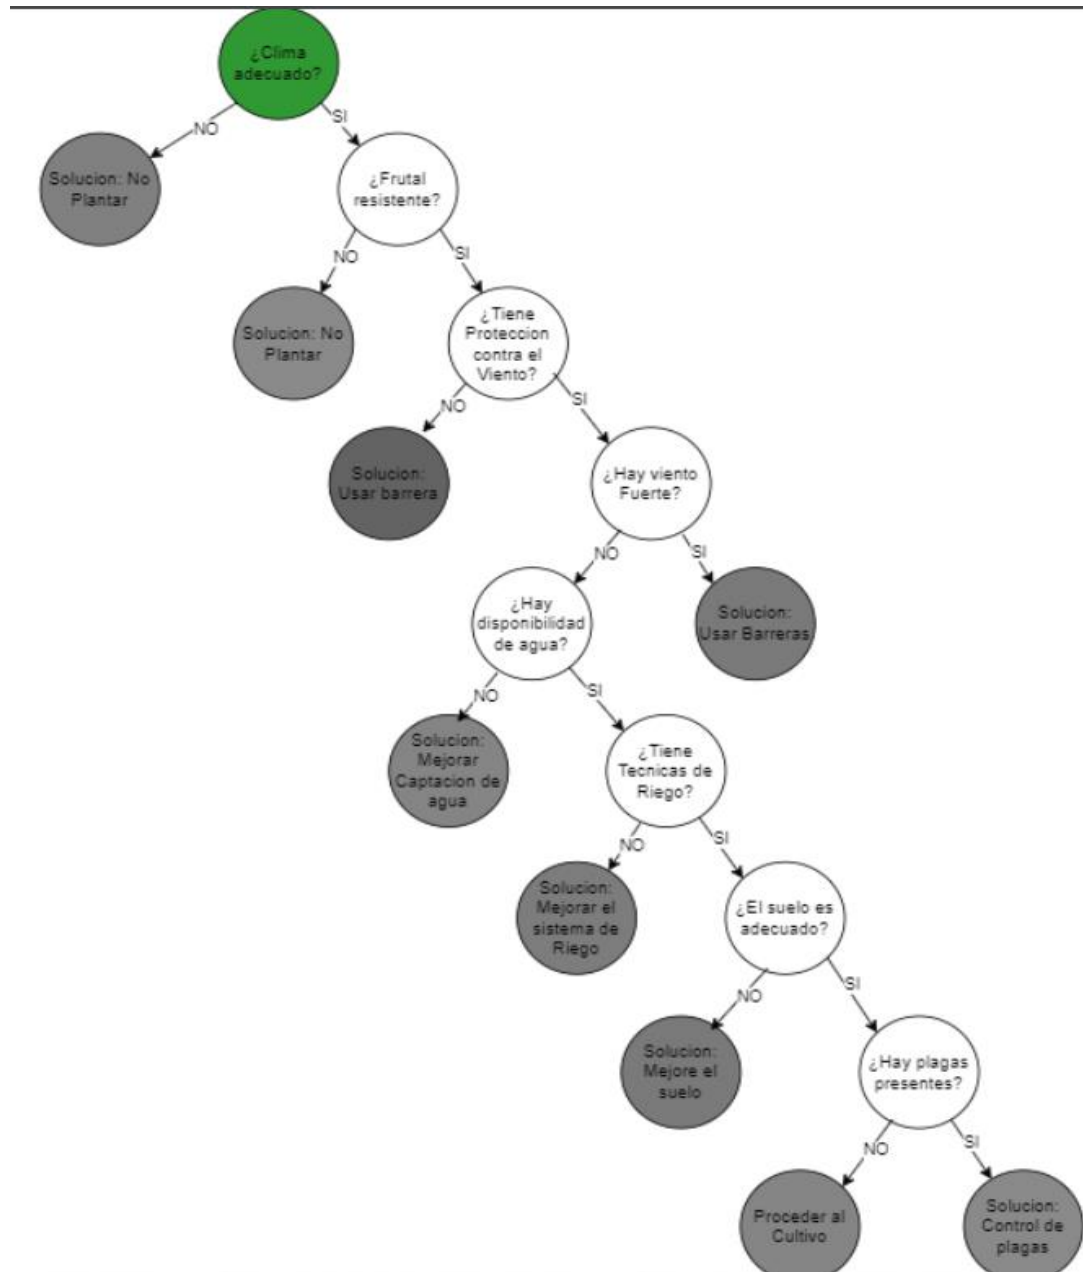 ¿Clima
adecuado?
NO
SI
Solucion: No
Plantar
¿Frutal
resistente?
NO
SI
Solucion: No
Plantar
¿Tiene
Proteccion
contra el
Viento?
NO
SI
Solucion:
Usar barrera
¿Hay viento
Fuerte?
NO
SI
¿Hay
disponibilidad
de agua?
Solucion:
Usar Barreras
NO
SI
Solucion:
Mejorar
Captacion de
agua
¿Tiene
Tecnicas de
Riego?
NO
SI
Solucion:
Mejorar el
sistema de
Riego
¿El suelo es
adecuado?
NO
SI
Solucion:
Mejore el
suelo
¿Hay plagas
presentes?
NO
SI
Proceder al
Cultivo
Solucion:
Control de
plagas